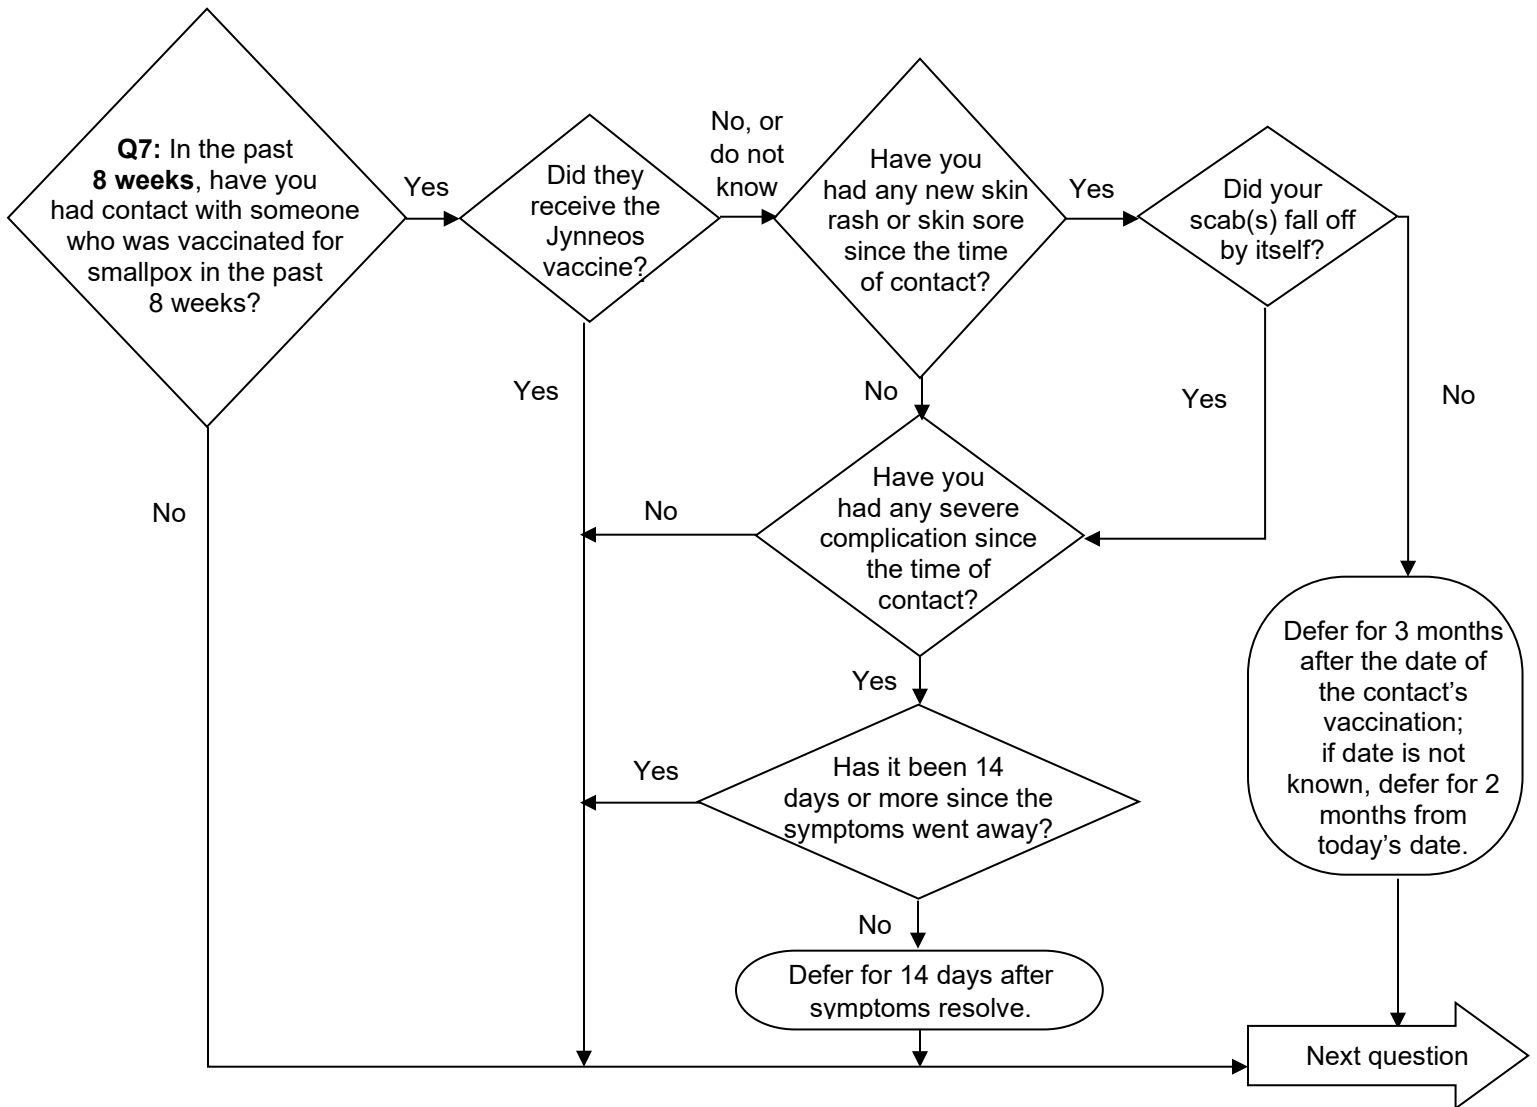 Q7: In the past
8 weeks, have you
had contact with someone
who was vaccinated for
smallpox in the past
8 weeks?
Yes
Did they
receive the
Jynneos
vaccine?
No, or
do not
know
Have you
had any new skin
rash or skin sore
since the time
of contact?
Yes
Did your
scab(s) fall off
by itself?
Yes
No
Yes
No
No
Have you
had any severe
complication since
the time of
contact?
No
Yes
Defer for 3 months
after the date of
the contact’s
vaccination;
if date is not
known, defer for 2
months from
today’s date.
Has it been 14
days or more since the
symptoms went away?
Yes
No
Defer for 14 days after
symptoms resolve.
Next question